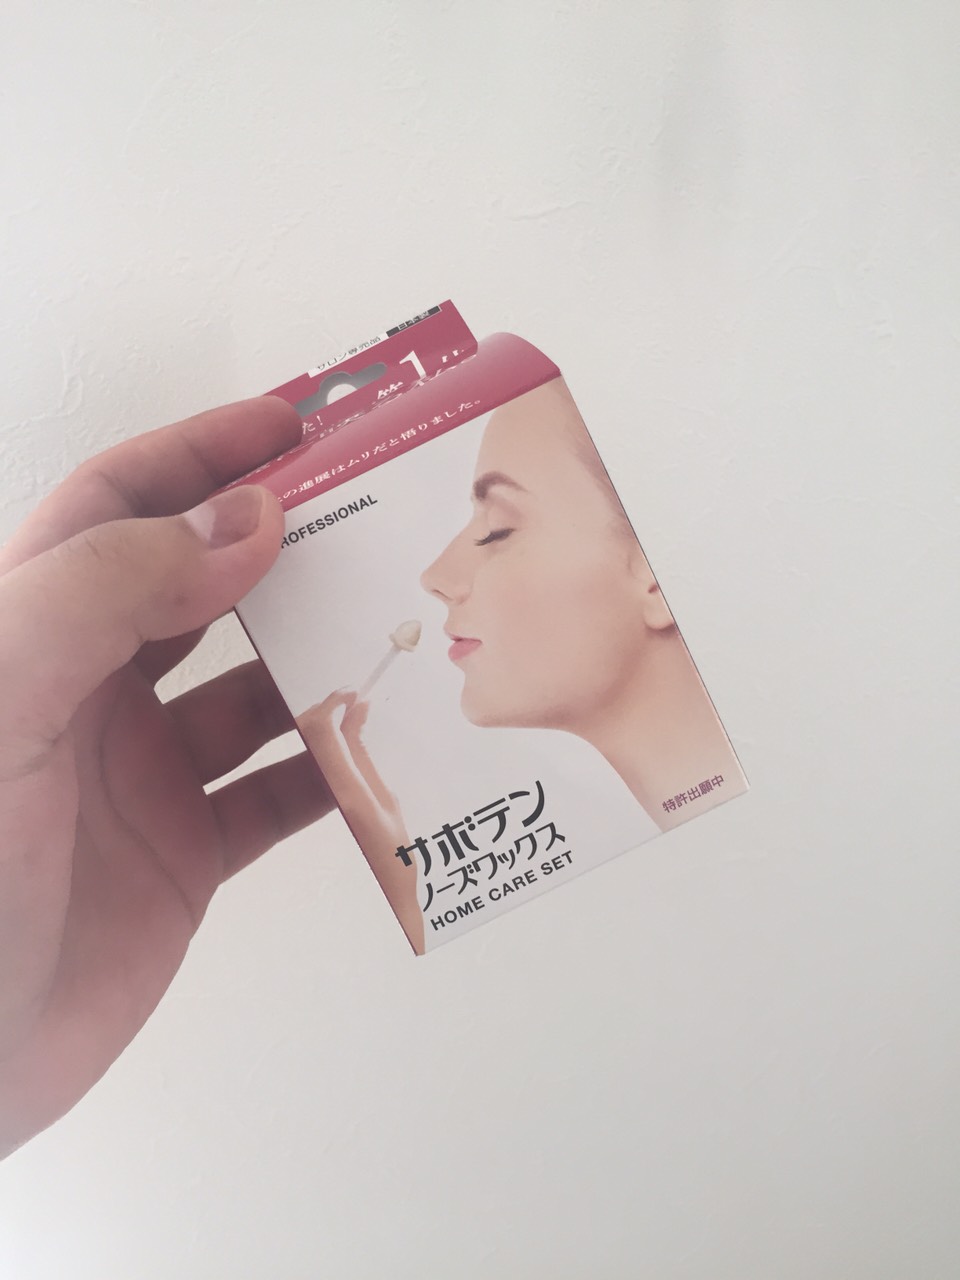 サロン専売品
日本製
た！
の進展はムリだと悟りました。
ROFESSIONAL
サボテン
ノーズワックス
HOME CARE SET
特許出願中